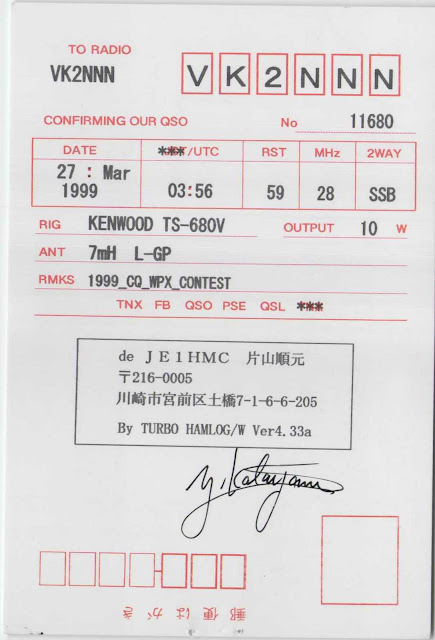 TO RADIO
VK2NNN
VK2NNN
CONFIRMING OUR QSO No 11680
DATE ***/UTC RST MHz 2WAY
27 : Mar
1999 03:56 59 28 SSB
RIG KENWOOD TS-680V OUTPUT 10 W
ANT 7mH L-GP
RMKS 1999_CQ_WPX_CONTEST
TNX FB QSO PSE QSL ***
de JE1HMC 片山順元
〒216-0005
川崎市宮前区土橋7-1-6-6-205
By TURBO HAMLOG/W Ver4.33a
Y. Katayama
郵便はがき